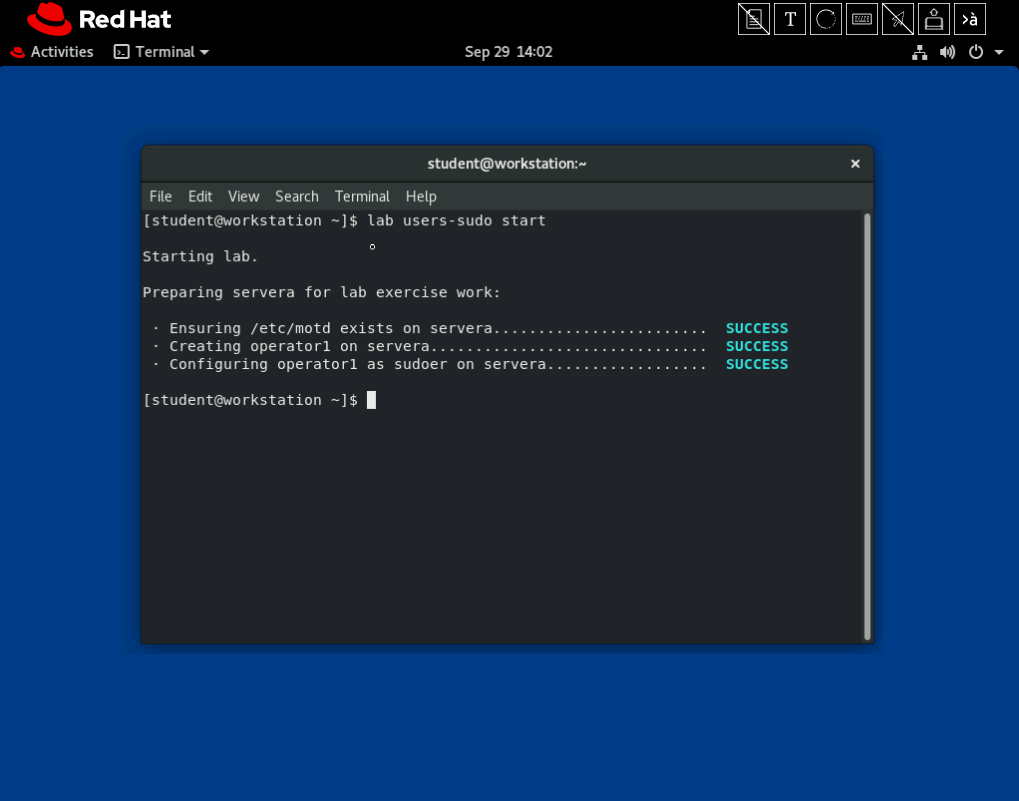 Red Hat
T
>à
Activities Terminal Sep 29 14:02
student@workstation:~ ×
File Edit View Search Terminal Help
[student@workstation ~]$ lab users-sudo start
Starting lab.
Preparing servera for lab exercise work:
· Ensuring /etc/motd exists on servera........................ SUCCESS
· Creating operator1 on servera............................... SUCCESS
· Configuring operator1 as sudoer on servera.................. SUCCESS
[student@workstation ~]$